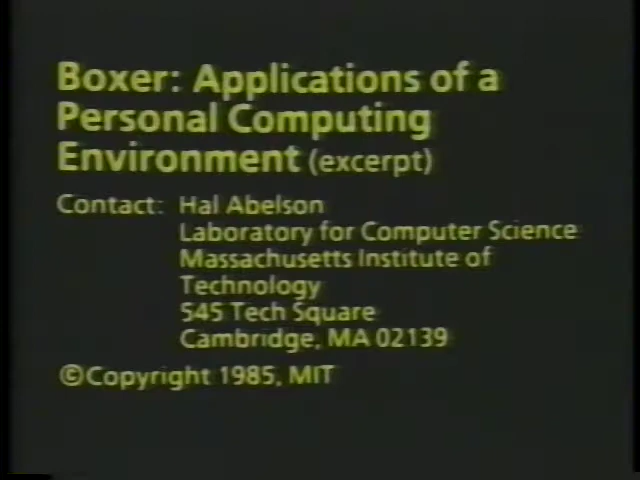 Boxer: Applications of a
Personal Computing
Environment (excerpt)
Contact: Hal Abelson
Laboratory for Computer Science
Massachusetts Institute of
Technology
545 Tech Square
Cambridge, MA 02139
©Copyright 1985, MIT